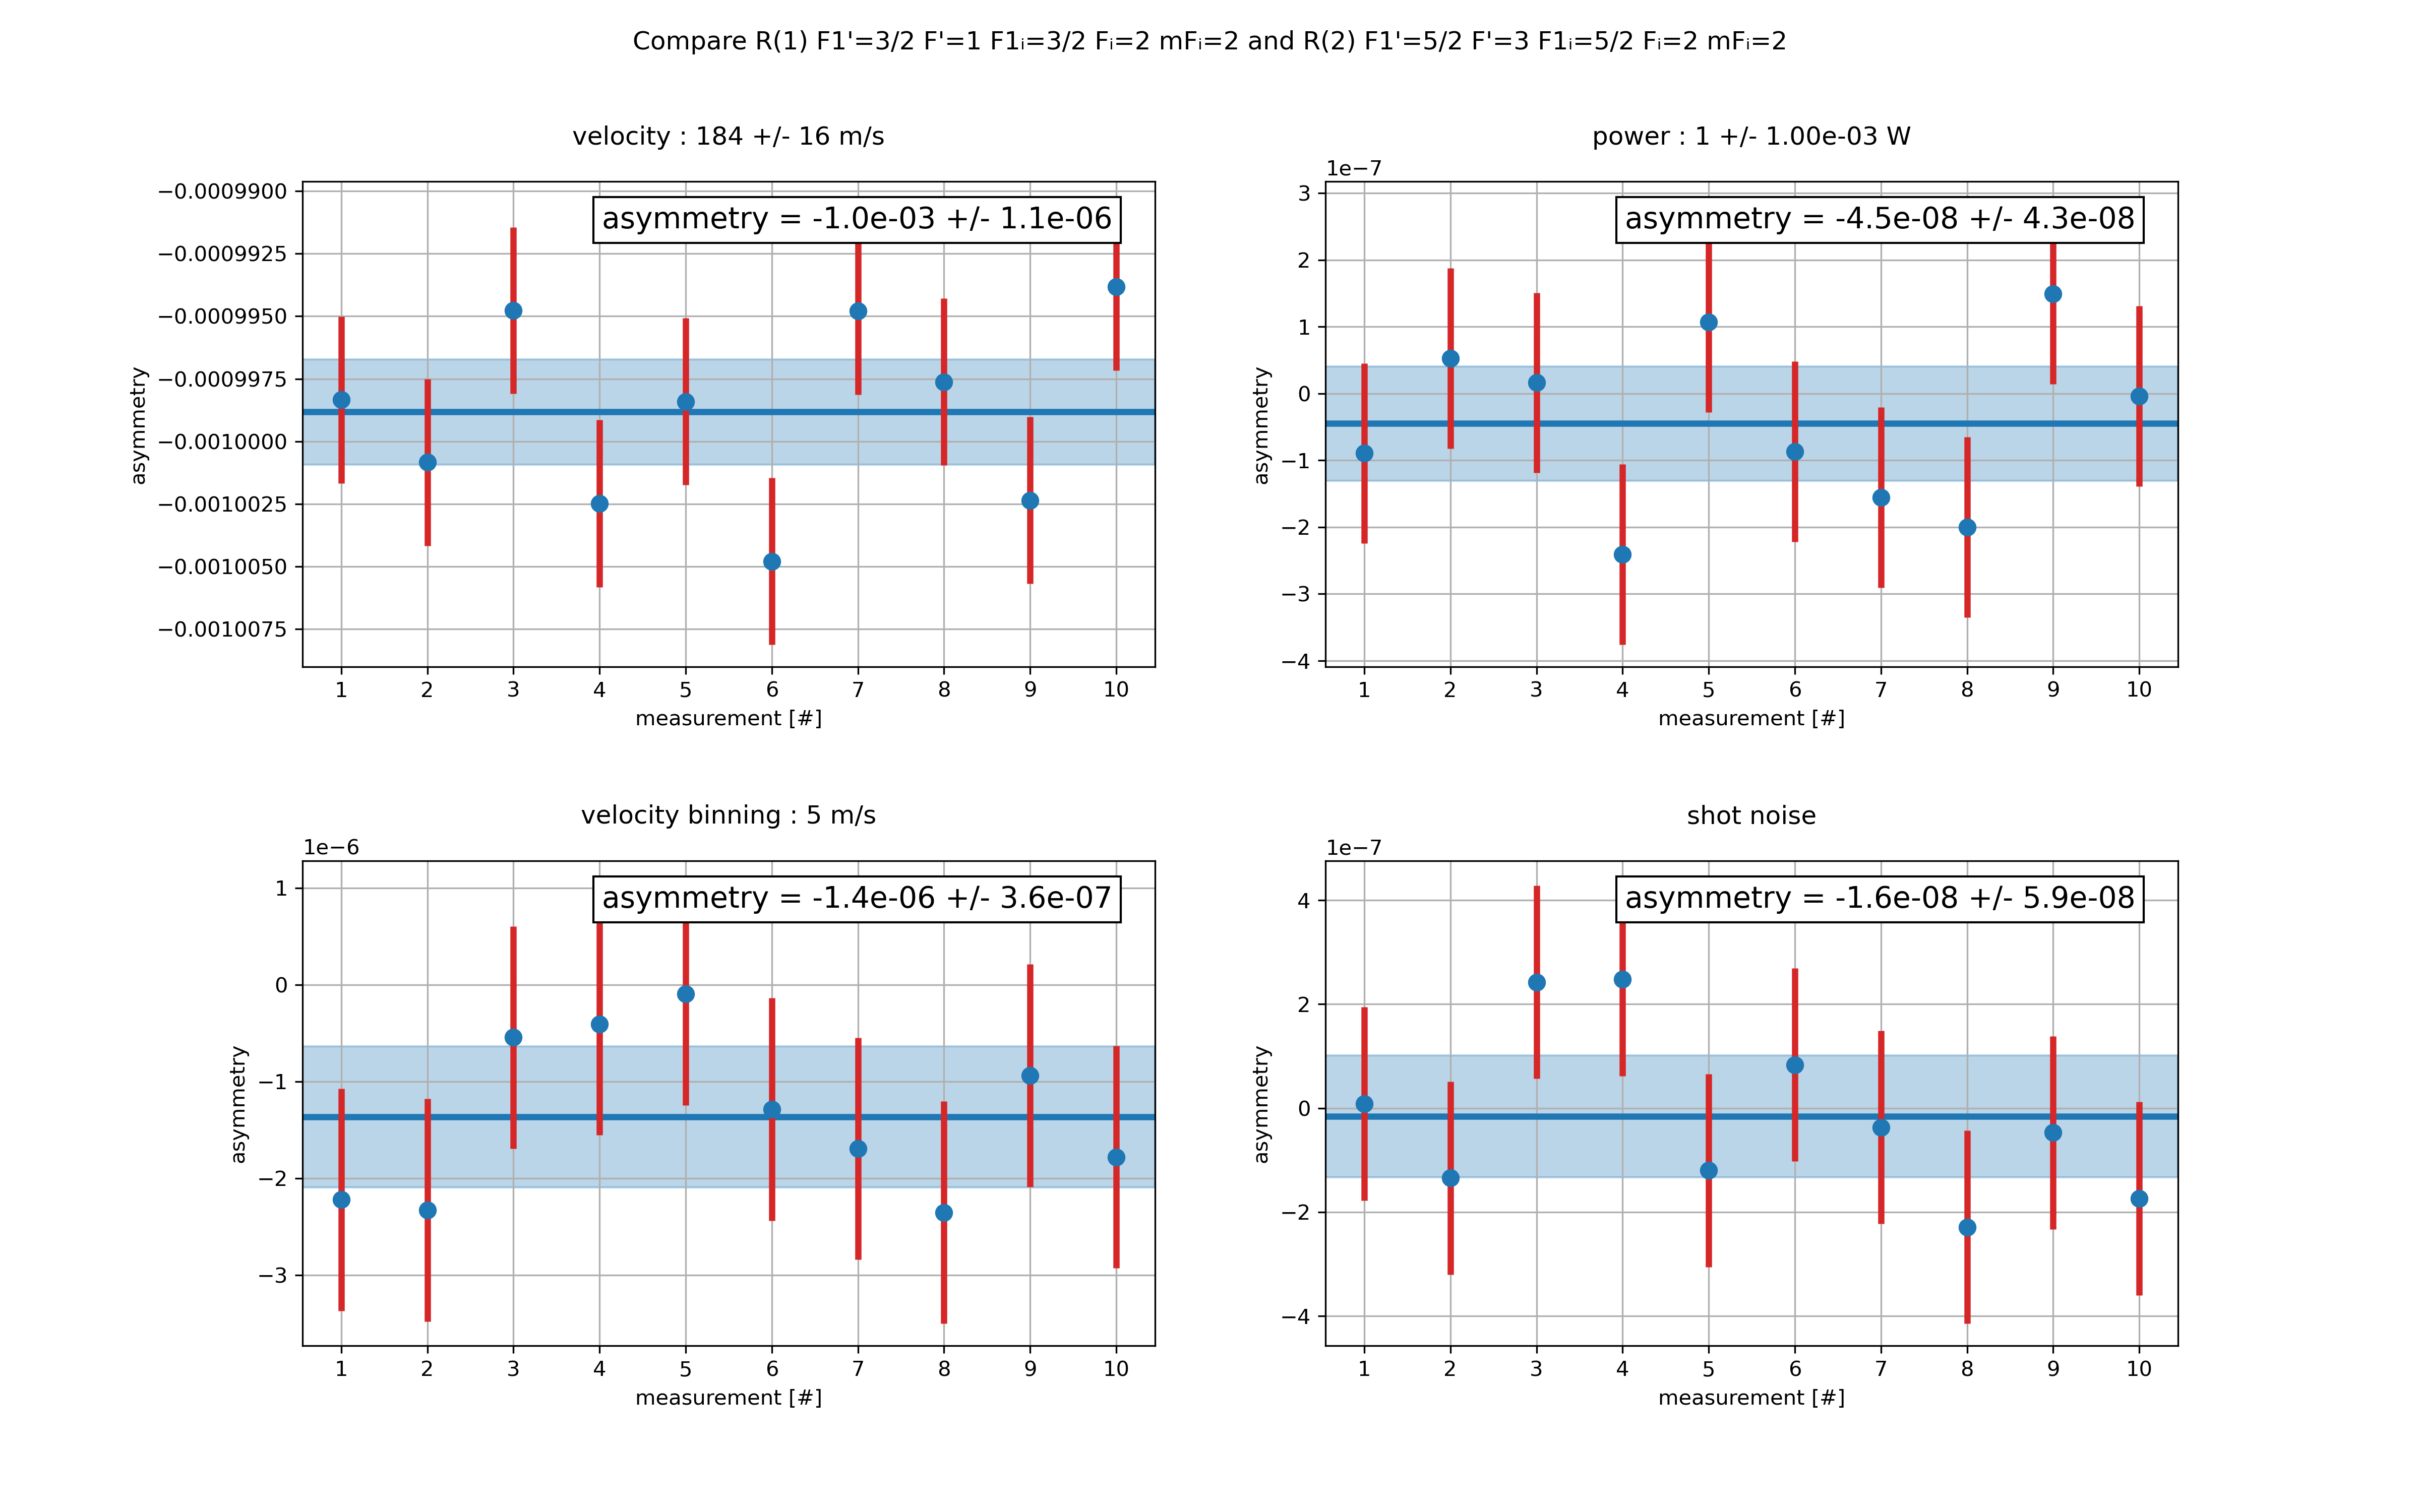 Compare R(1) F1'=3/2 F'=1 F1ᵢ=3/2 Fᵢ=2 mFᵢ=2 and R(2) F1'=5/2 F'=3 F1ᵢ=5/2 Fᵢ=2 mFᵢ=2
velocity : 184 +/- 16 m/s
asymmetry = -1.0e-03 +/- 1.1e-06
−0.0009900
−0.0009925
−0.0009950
−0.0009975
−0.0010000
−0.0010025
−0.0010050
−0.0010075
asymmetry
1 2 3 4 5 6 7 8 9 10
measurement [#]
power : 1 +/- 1.00e-03 W
1e−7
asymmetry = -4.5e-08 +/- 4.3e-08
3
2
1
0
−1
−2
−3
−4
asymmetry
1 2 3 4 5 6 7 8 9 10
measurement [#]
velocity binning : 5 m/s
1e−6
asymmetry = -1.4e-06 +/- 3.6e-07
1
0
−1
−2
−3
asymmetry
1 2 3 4 5 6 7 8 9 10
measurement [#]
shot noise
1e−7
asymmetry = -1.6e-08 +/- 5.9e-08
4
2
0
−2
−4
asymmetry
1 2 3 4 5 6 7 8 9 10
measurement [#]